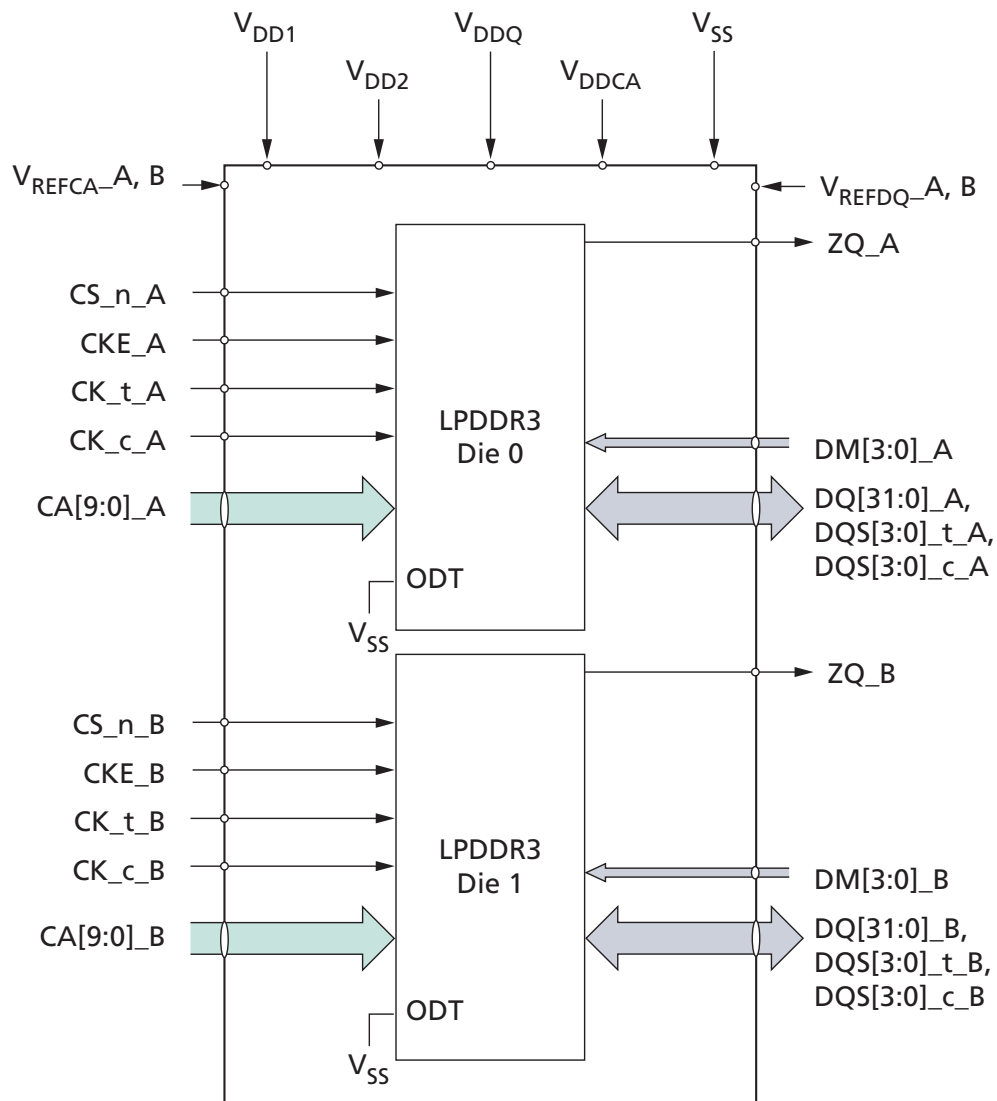 VDD1
VDD2
VDDQ
VDDCA
VSS
VREFCA_A, B
VREFDQ_A, B
ZQ_A
CS_n_A
CKE_A
CK_t_A
CK_c_A
CA[9:0]_A
LPDDR3
Die 0
ODT
VSS
DM[3:0]_A
DQ[31:0]_A,
DQS[3:0]_t_A,
DQS[3:0]_c_A
ZQ_B
CS_n_B
CKE_B
CK_t_B
CK_c_B
CA[9:0]_B
LPDDR3
Die 1
ODT
VSS
DM[3:0]_B
DQ[31:0]_B,
DQS[3:0]_t_B,
DQS[3:0]_c_B